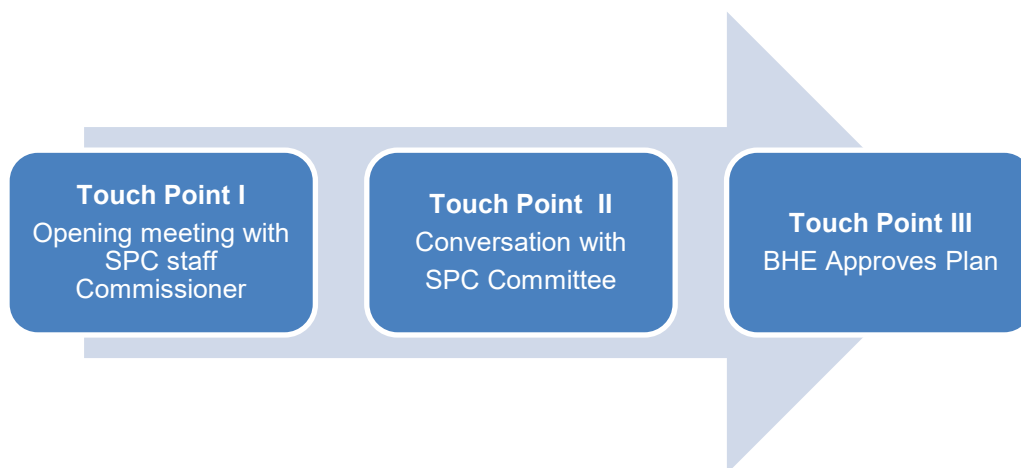 Touch Point I
Opening meeting with
SPC staff
Commissioner
Touch Point  II
Conversation with
SPC Committee
Touch Point III
BHE Approves Plan